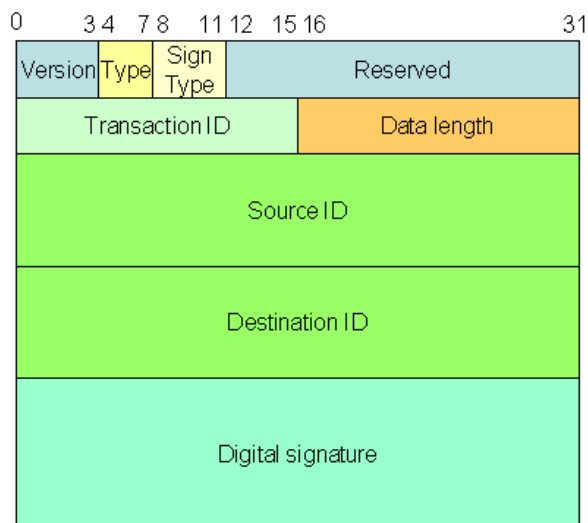 0 3 4 7 8 11 12 15 16 31
Version Type Sign Type Reserved
Transaction ID Data length
Source ID
Destination ID
Digital signature